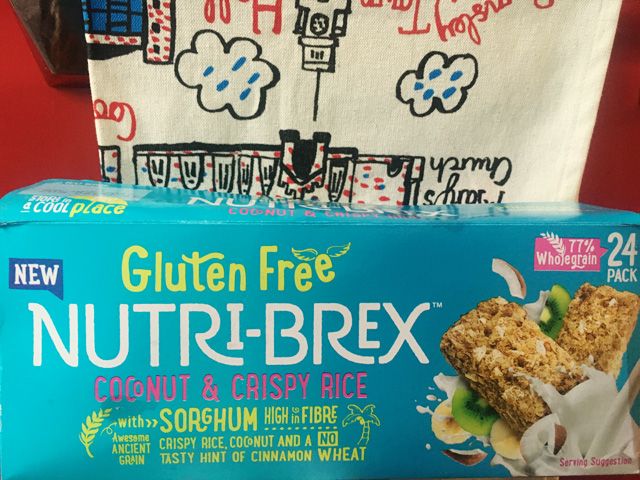 Barnsley
Town
Hall
Mary's
Church
STORE in
& COOL place
NUTRI-BREX
COCONUT & CRISPY RICE
77%
Wholegrain
24
PACK
NEW
Gluten Free
NUTRI-BREX™
COCONUT & CRISPY RICE
with SORGHUM HIGH in FIBRE
Awesome
ANCIENT
GRAIN
CRISPY RICE, COCONUT AND A NO
TASTY HINT OF CINNAMON WHEAT
Serving Suggestion